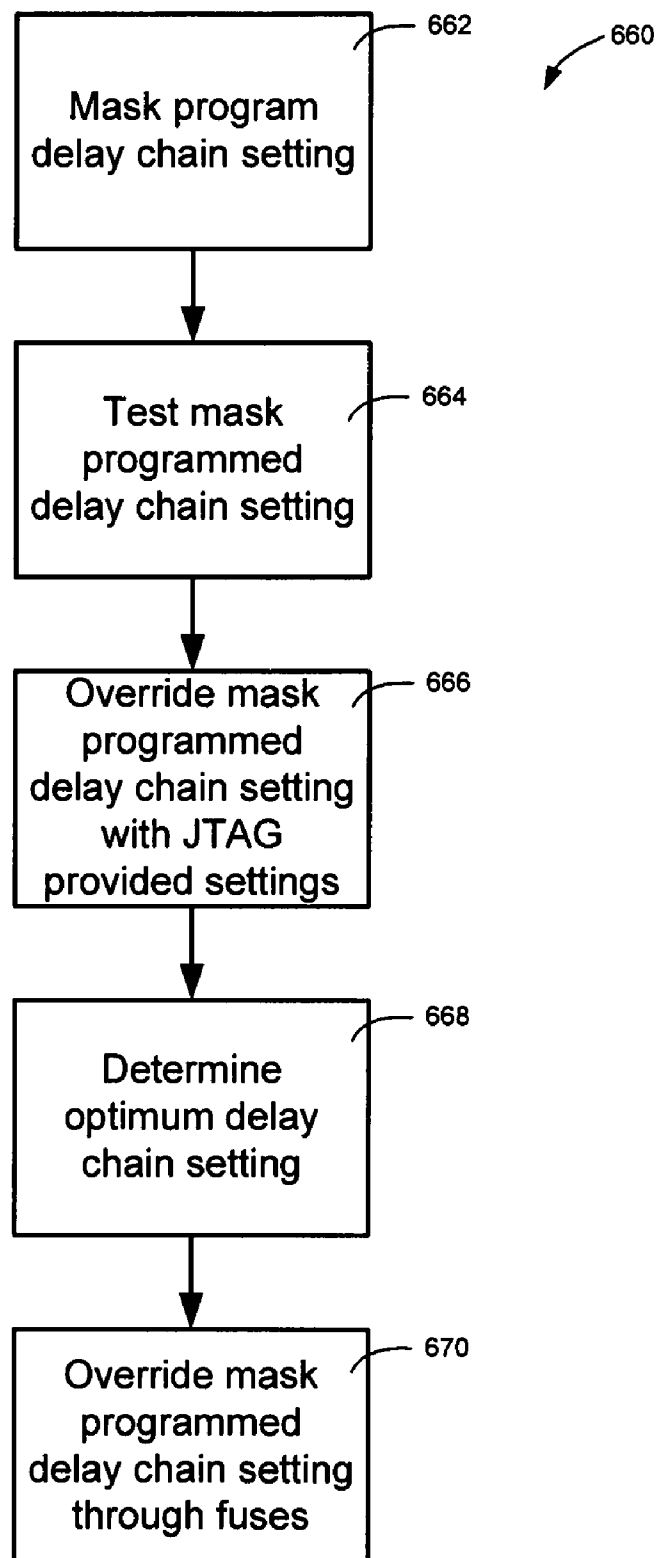 662
660
Mask program
delay chain setting
664
Test mask
programmed
delay chain setting
666
Override mask
programmed
delay chain setting
with JTAG
provided settings
668
Determine
optimum delay
chain setting
670
Override mask
programmed
delay chain setting
through fuses